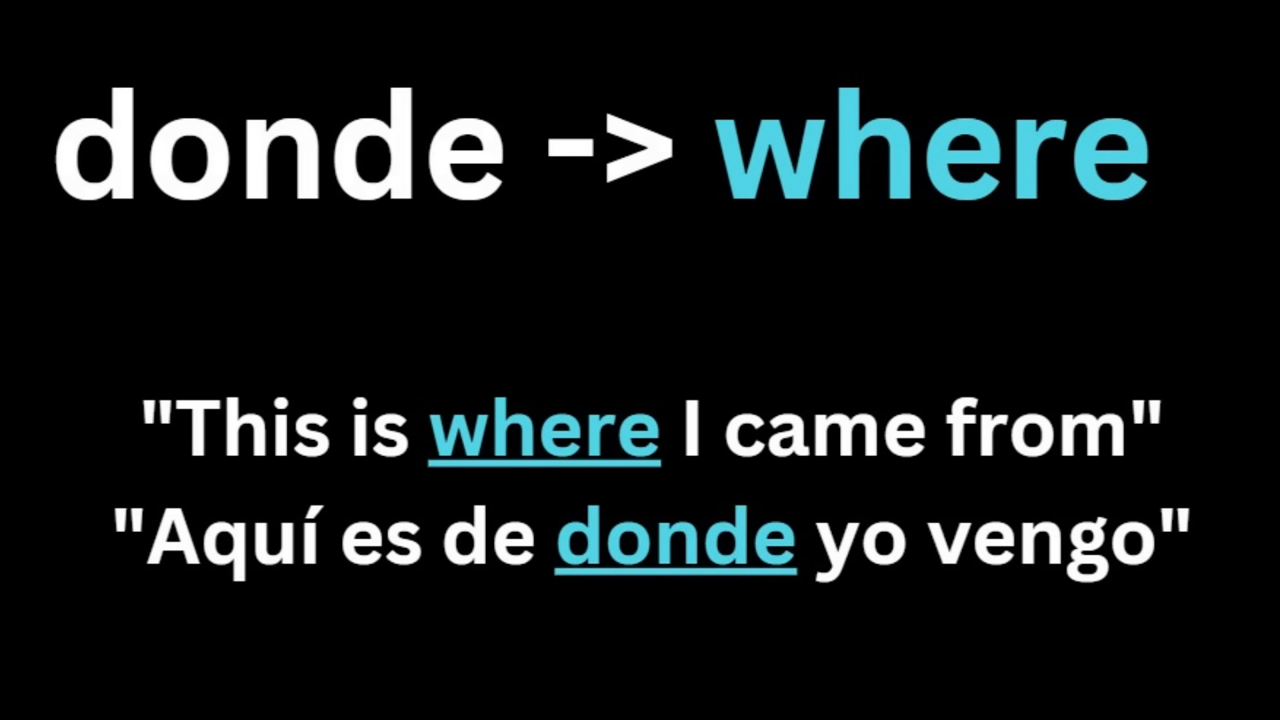 donde -> where
"This is where I came from"
"Aquí es de donde yo vengo"